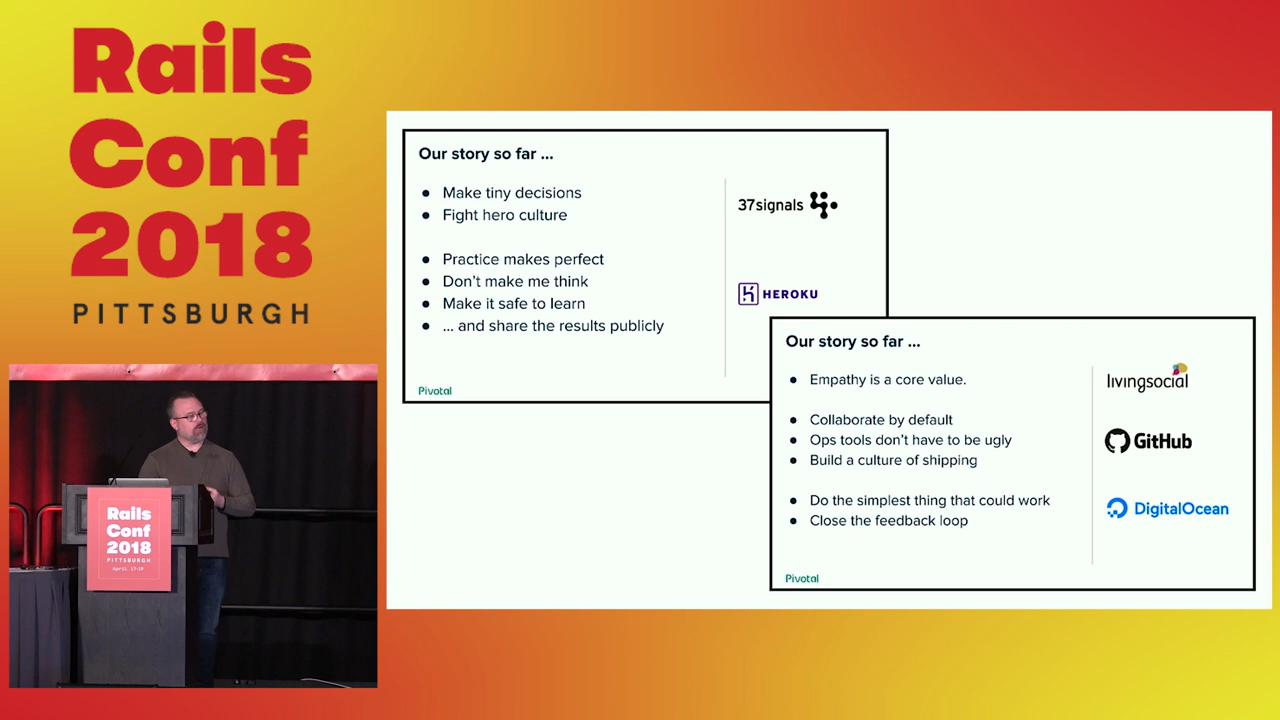 Rails
Conf
2018
PITTSBURGH
Our story so far ...
● Make tiny decisions
● Fight hero culture
● Practice makes perfect
● Don't make me think
● Make it safe to learn
● ... and share the results publicly
37signals
HEROKU
Pivotal
Our story so far ...
● Empathy is a core value.
● Collaborate by default
● Ops tools don't have to be ugly
● Build a culture of shipping
● Do the simplest thing that could work
● Close the feedback loop
livingsocial
GitHub
DigitalOcean
Pivotal
Rails
Conf
2018
PITTSBURGH
April 17-19